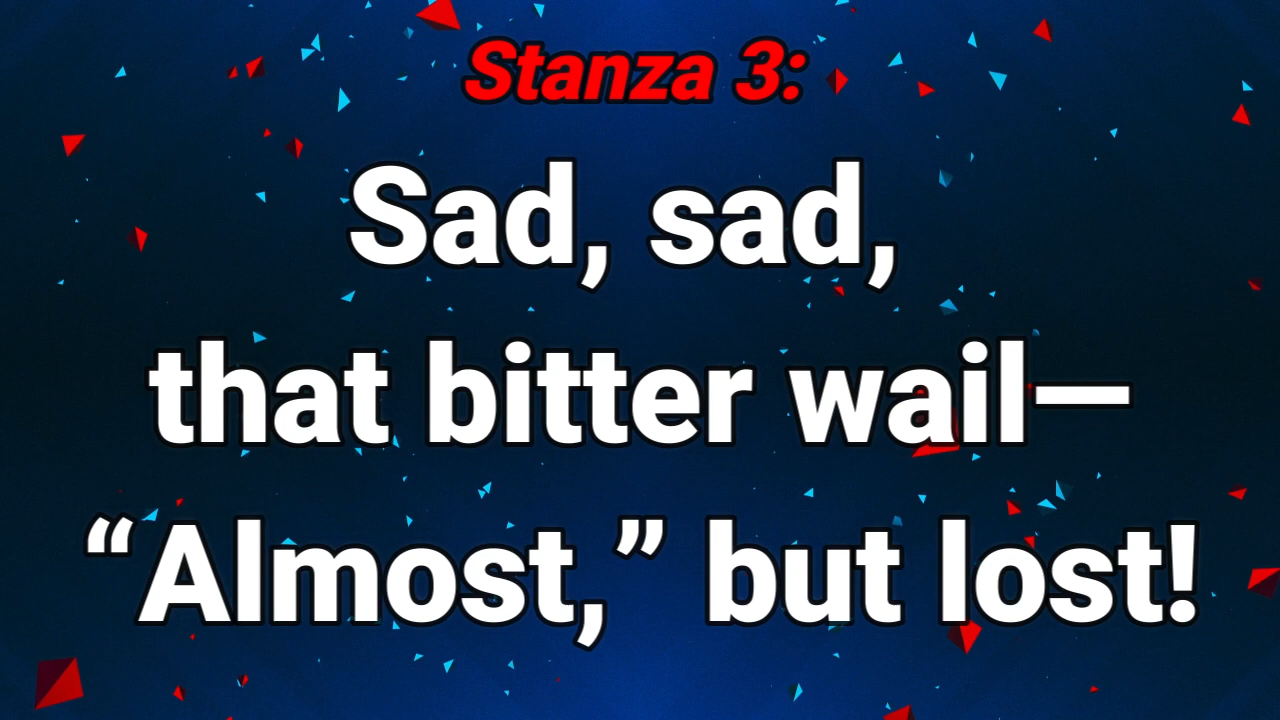 Stanza 3:
Sad, sad,
that bitter wail—
“Almost,” but lost!